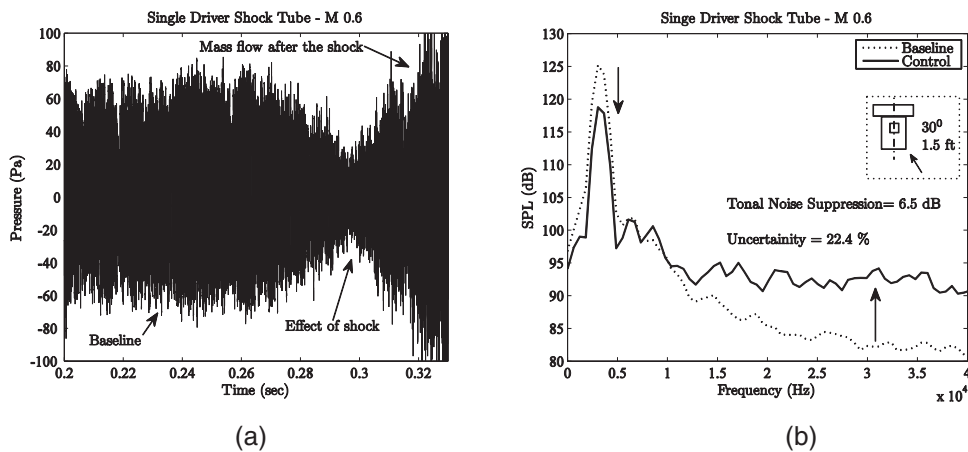 Single Driver Shock Tube - M 0.6
100
80
60
40
20
0
-20
-40
-60
-80
-100
Pressure (Pa)
Mass flow after the shock
Baseline
Effect of shock
0.2
0.22
0.24
0.26
0.28
0.3
0.32
Time (sec)
(a)
Singe Driver Shock Tube - M 0.6
130
125
120
115
110
105
100
95
90
85
80
SPL (dB)
Baseline
Control
30⁰
1.5 ft
Tonal Noise Suppression= 6.5 dB
Uncertainity = 22.4 %
0
0.5
1
1.5
2
2.5
3
3.5
4
Frequency (Hz)
x 10⁴
(b)